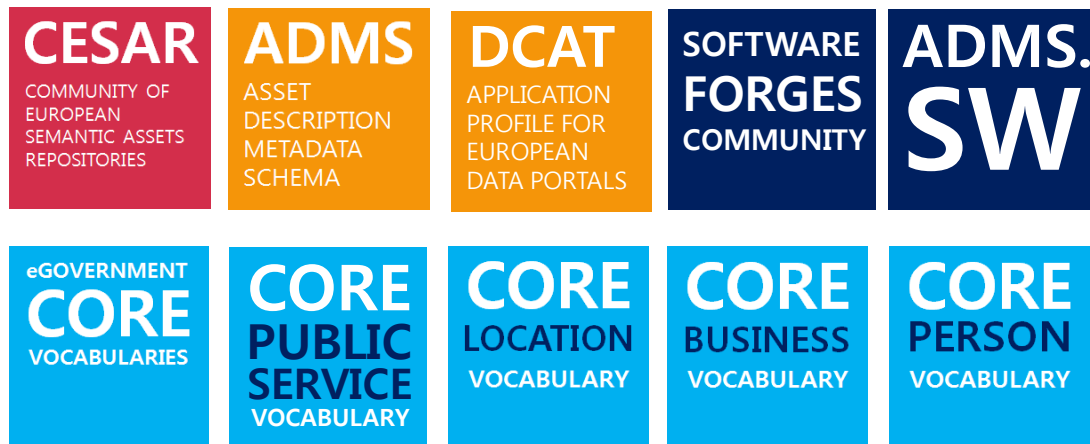 CESAR
COMMUNITY OF
EUROPEAN
SEMANTIC ASSETS
REPOSITORIES
ADMS
ASSET
DESCRIPTION
METADATA
SCHEMA
DCAT
APPLICATION
PROFILE FOR
EUROPEAN
DATA PORTALS
SOFTWARE
FORGES
COMMUNITY
ADMS.
SW
eGOVERNMENT
CORE
VOCABULARIES
CORE
PUBLIC
SERVICE
VOCABULARY
CORE
LOCATION
VOCABULARY
CORE
BUSINESS
VOCABULARY
CORE
PERSON
VOCABULARY